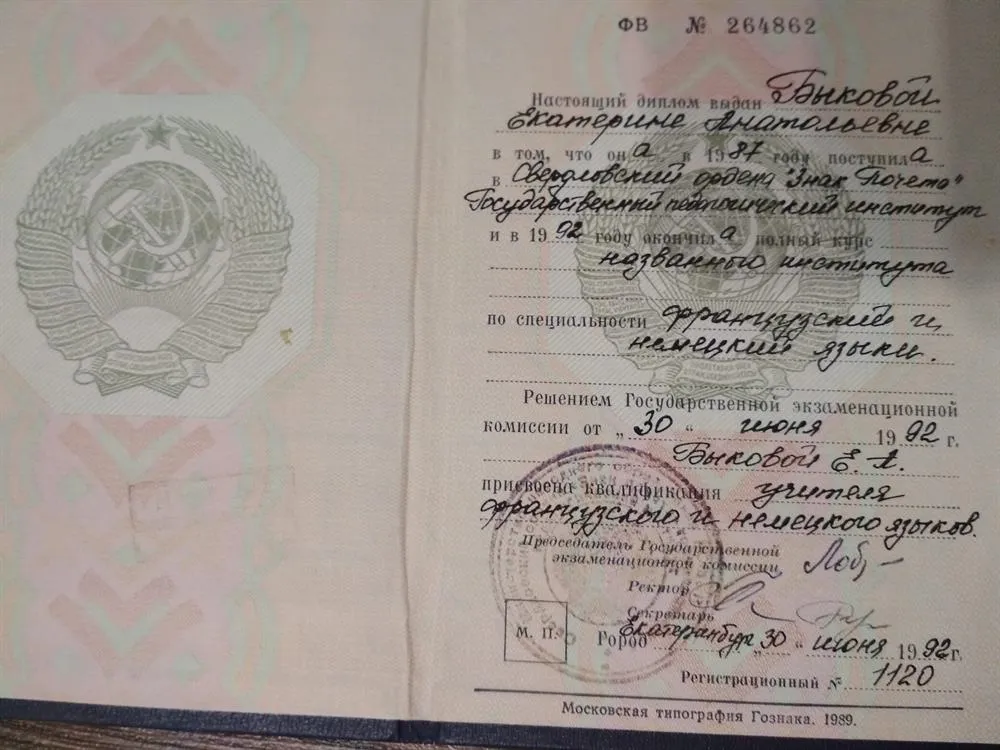 ФВ № 264862
Настоящий диплом выдан Быковой
Екатерине Анатольевне
в том, что она в 1987 году поступила
в Свердловский ордена "Знак Почета"
Государственный педагогический институт
и в 1992 году окончила полный курс
названного института
по специальности французский и
немецкий языки.
Решением Государственной экзаменационной
комиссии от „30“ июня 1992 г.
Быковой Е. А.
присвоена квалификация учителя
французского и немецкого языков.
Председатель Государственной
экзаменационной комиссии
Ректор
Секретарь
М. П. Город Екатеринбург „30“ июня 1992г.
Регистрационный № 1120
Московская типография Гознака. 1989.